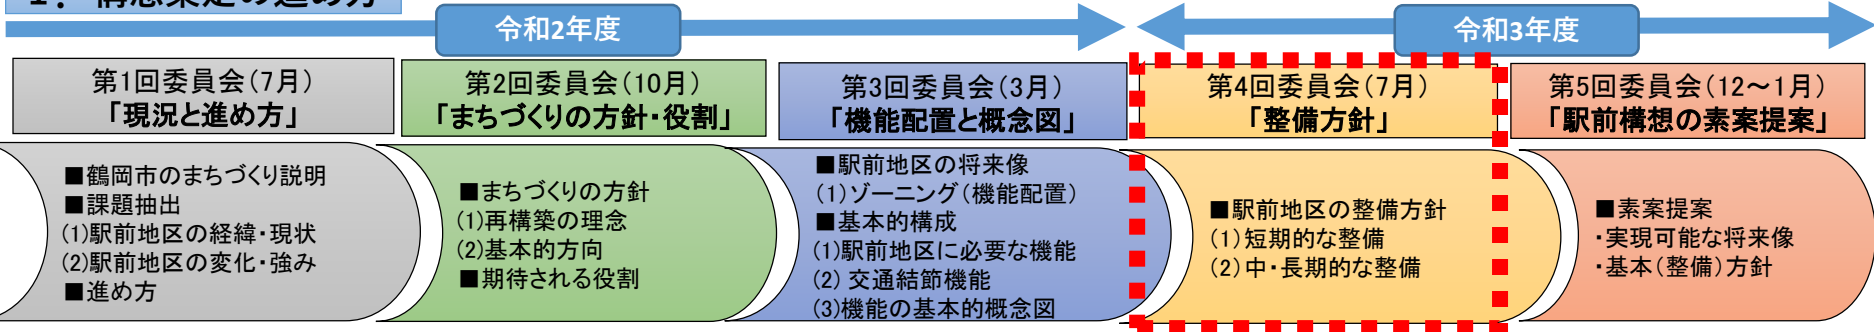 1．構想策定の進め方
令和2年度
令和3年度
第1回委員会(7月)
「現況と進め方」
第2回委員会(10月)
「まちづくりの方針・役割」
第3回委員会(3月)
「機能配置と概念図」
第4回委員会(7月)
「整備方針」
第5回委員会(12～1月)
「駅前構想の素案提案」
■鶴岡市のまちづくり説明
■課題抽出
(1)駅前地区の経緯・現状
(2)駅前地区の変化・強み
■進め方
■まちづくりの方針
(1)再構築の理念
(2)基本的方向
■期待される役割
■駅前地区の将来像
(1)ゾーニング(機能配置)
■基本的構成
(1)駅前地区に必要な機能
(2) 交通結節機能
(3)機能の基本的概念図
■駅前地区の整備方針
(1)短期的な整備
(2)中・長期的な整備
■素案提案
・実現可能な将来像
・基本(整備)方針